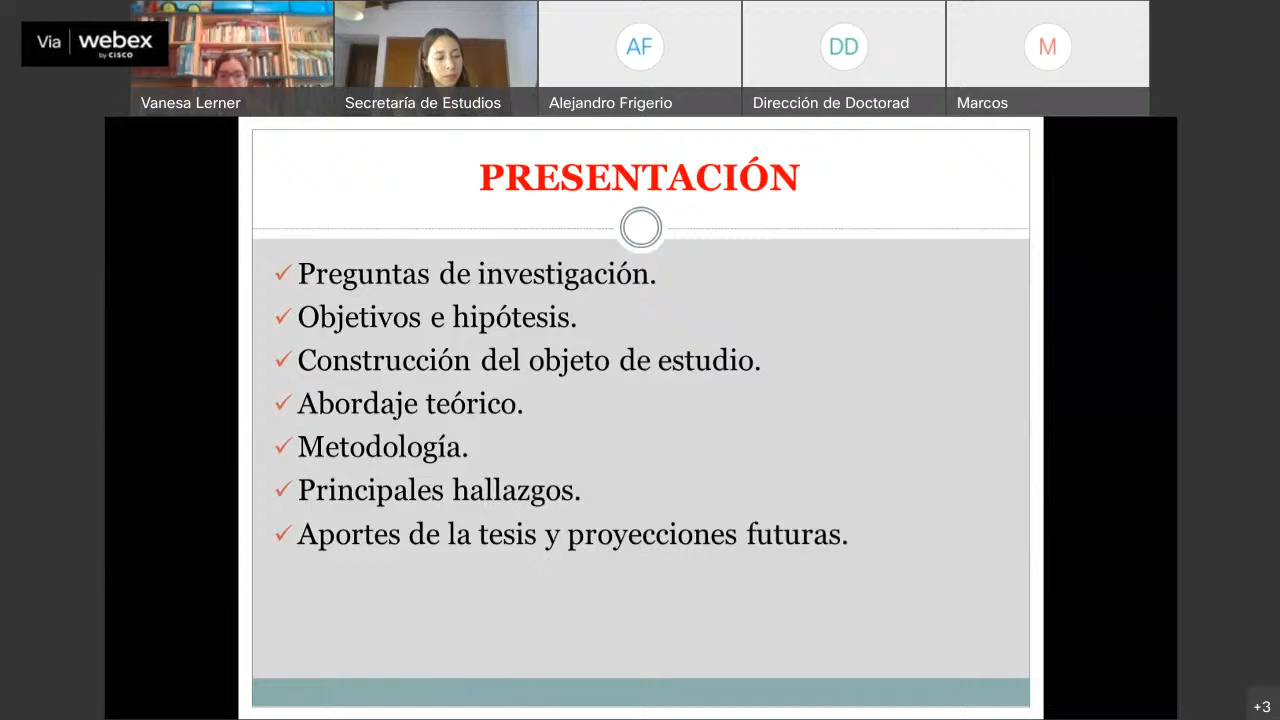 Via webex
by CISCO
AF
DD
M
Vanesa Lerner
Secretaría de Estudios
Alejandro Frigerio
Dirección de Doctorad
Marcos
PRESENTACIÓN
✓Preguntas de investigación.
✓Objetivos e hipótesis.
✓Construcción del objeto de estudio.
✓Abordaje teórico.
✓Metodología.
✓Principales hallazgos.
✓Aportes de la tesis y proyecciones futuras.
+3